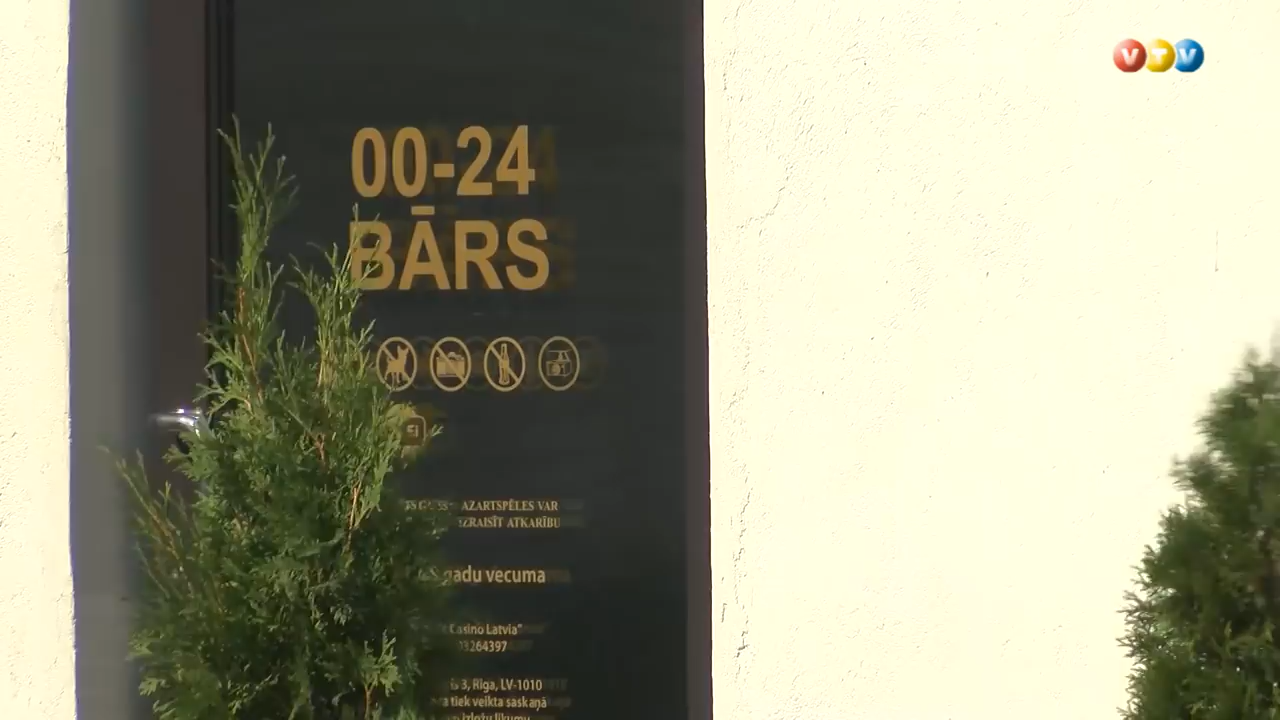 VTV
00-24
BĀRS
AZARTSPĒLES VAR
IZRAISĪT ATKARĪBU
gadu vecuma
Casino Latvia"
3264397
3, Rīga, LV-1010
tiek veikta saskaņā
izložu likumu